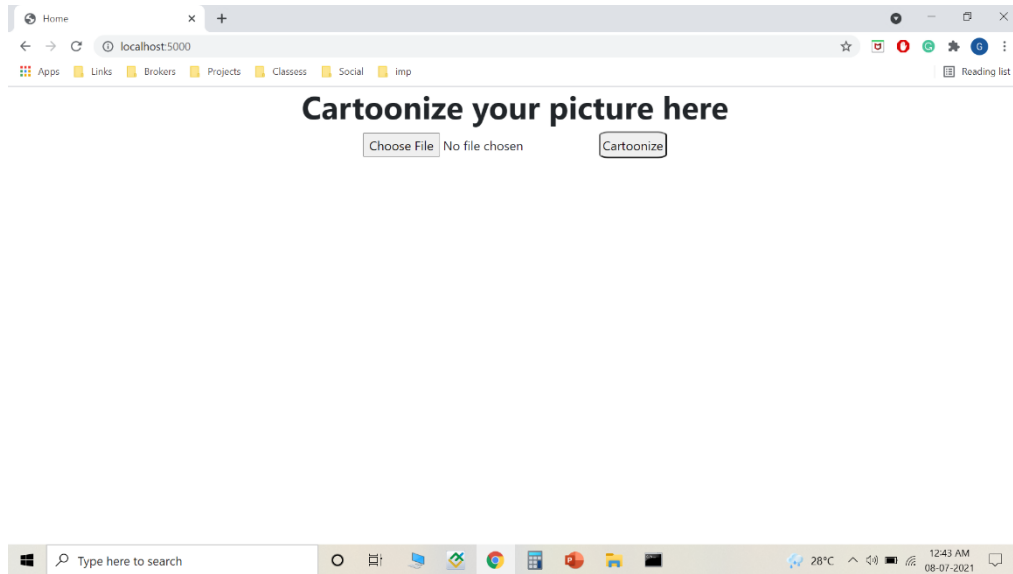 Home
localhost:5000
Apps Links Brokers Projects Classess Social imp Reading list
Cartoonize your picture here
Choose File No file chosen Cartoonize
Type here to search 28°C 12:43 AM
08-07-2021